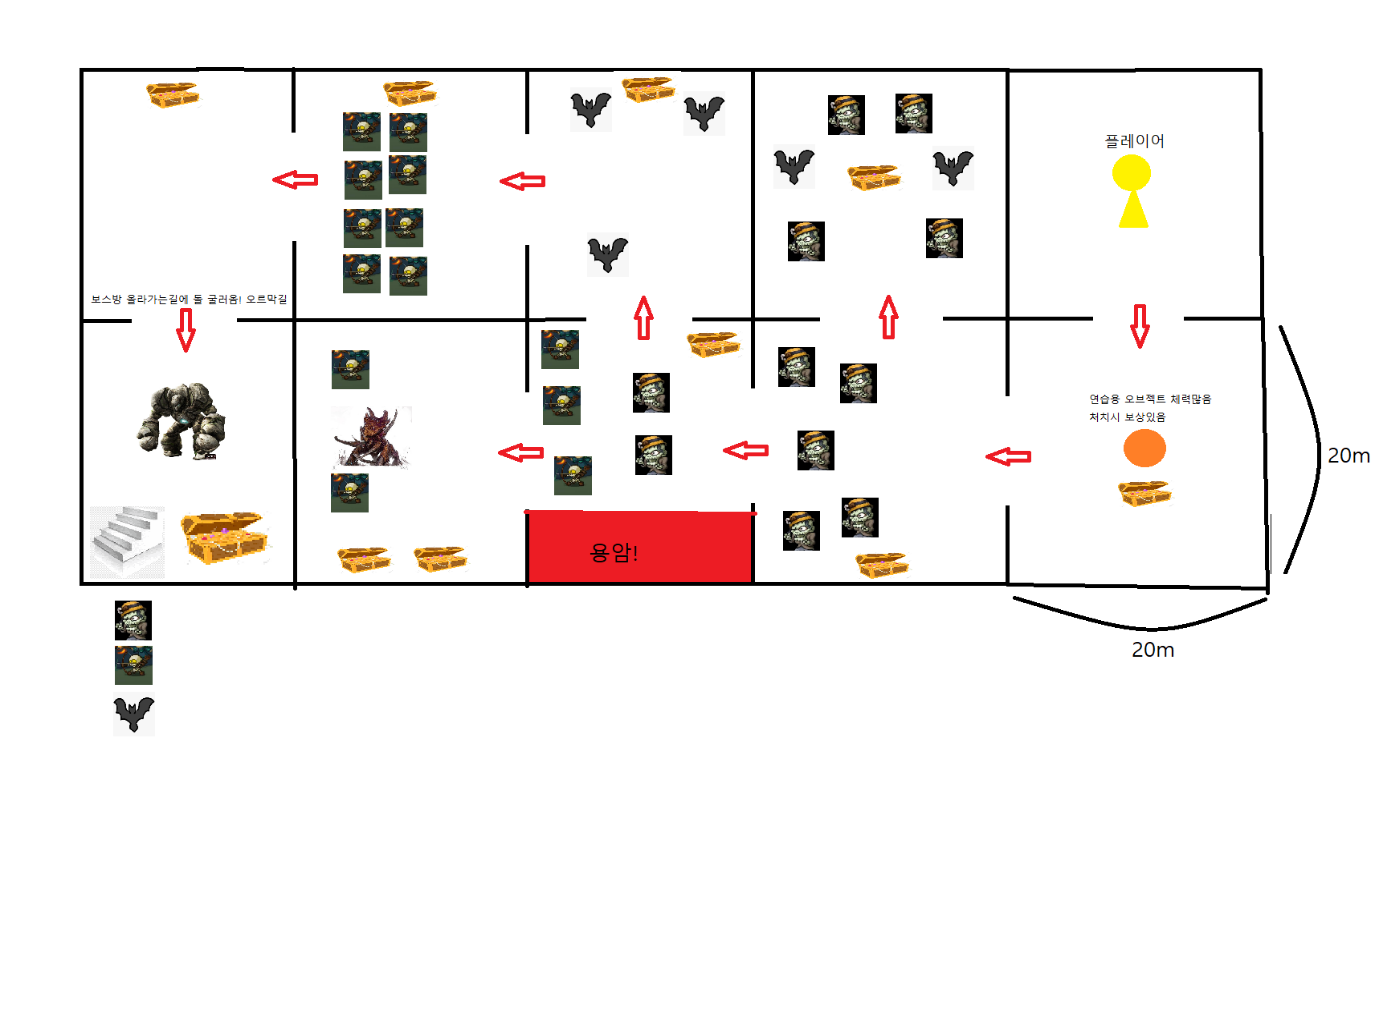 플레이어
보스방 올라가는길에 돌 굴러옴! 오르막길
연습용 오브젝트 체력많음
처치시 보상있음
20m
용암!
20m